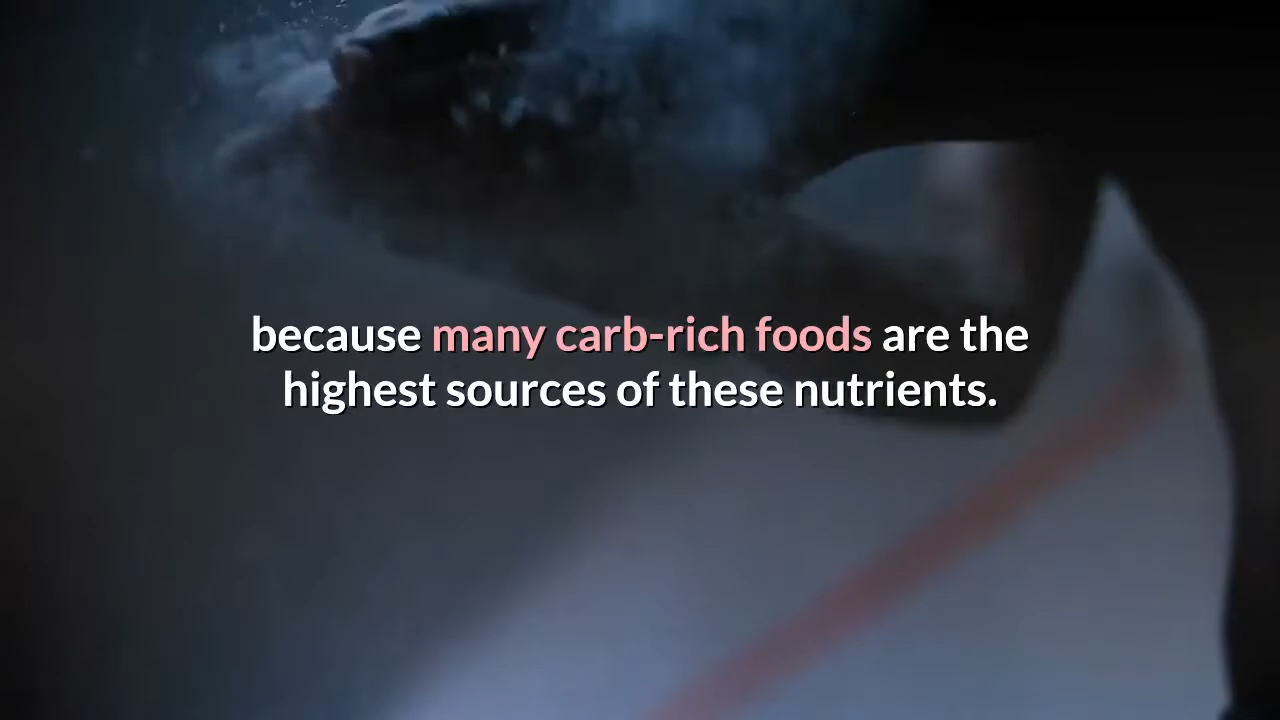 because many carb-rich foods are the
highest sources of these nutrients.